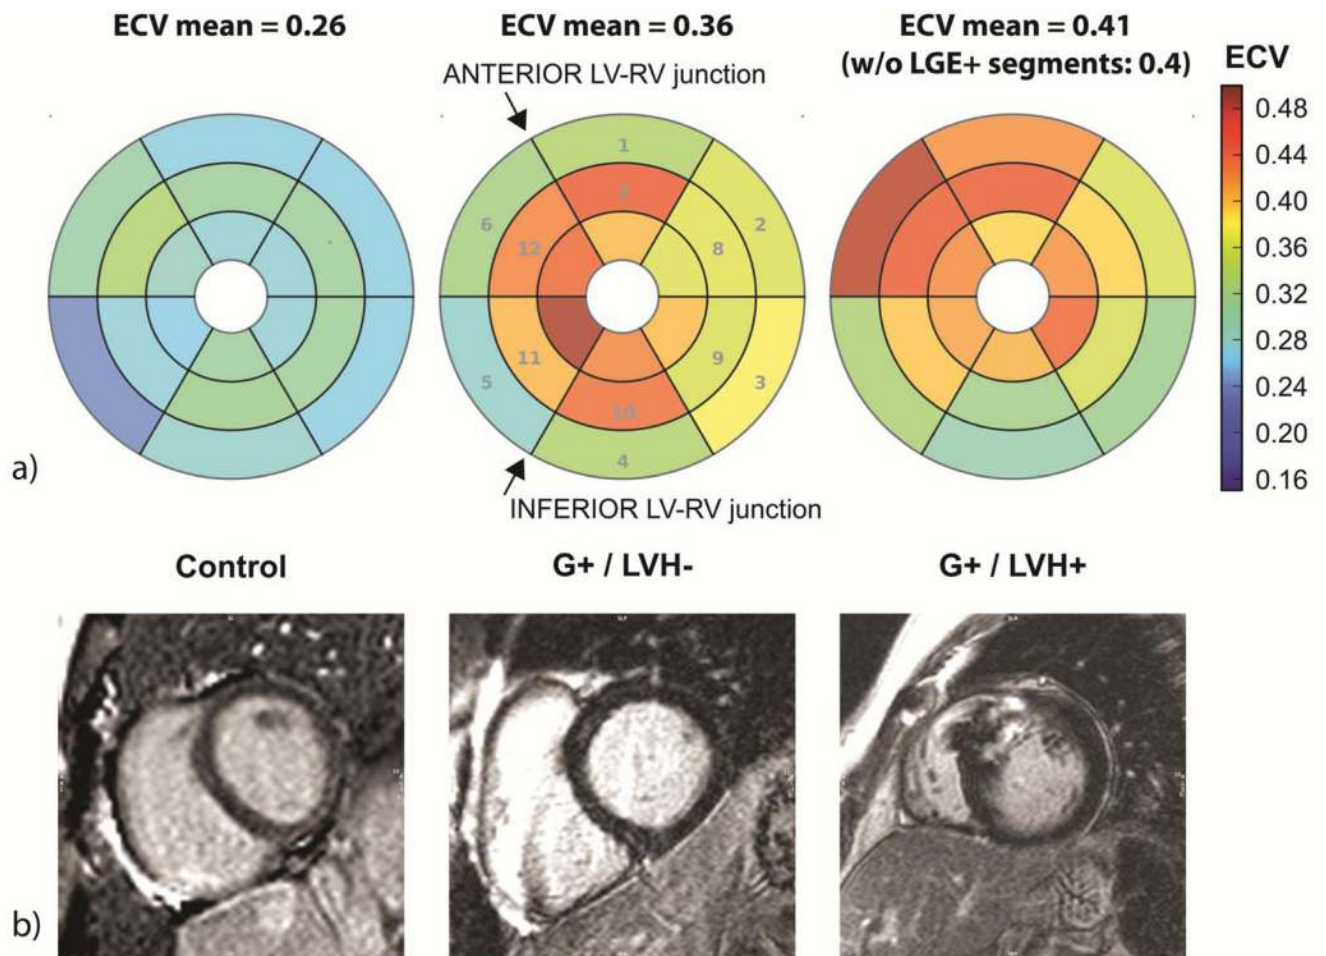 ECV mean = 0.26
ECV mean = 0.36
ECV mean = 0.41
(w/o LGE+ segments: 0.4)
ECV
ANTERIOR LV-RV junction
0.48
0.44
0.40
0.36
0.32
0.28
0.24
0.20
0.16
1
2
3
4
5
6
7
8
9
10
11
12
INFERIOR LV-RV junction
a)
Control
G+ / LVH-
G+ / LVH+
b)